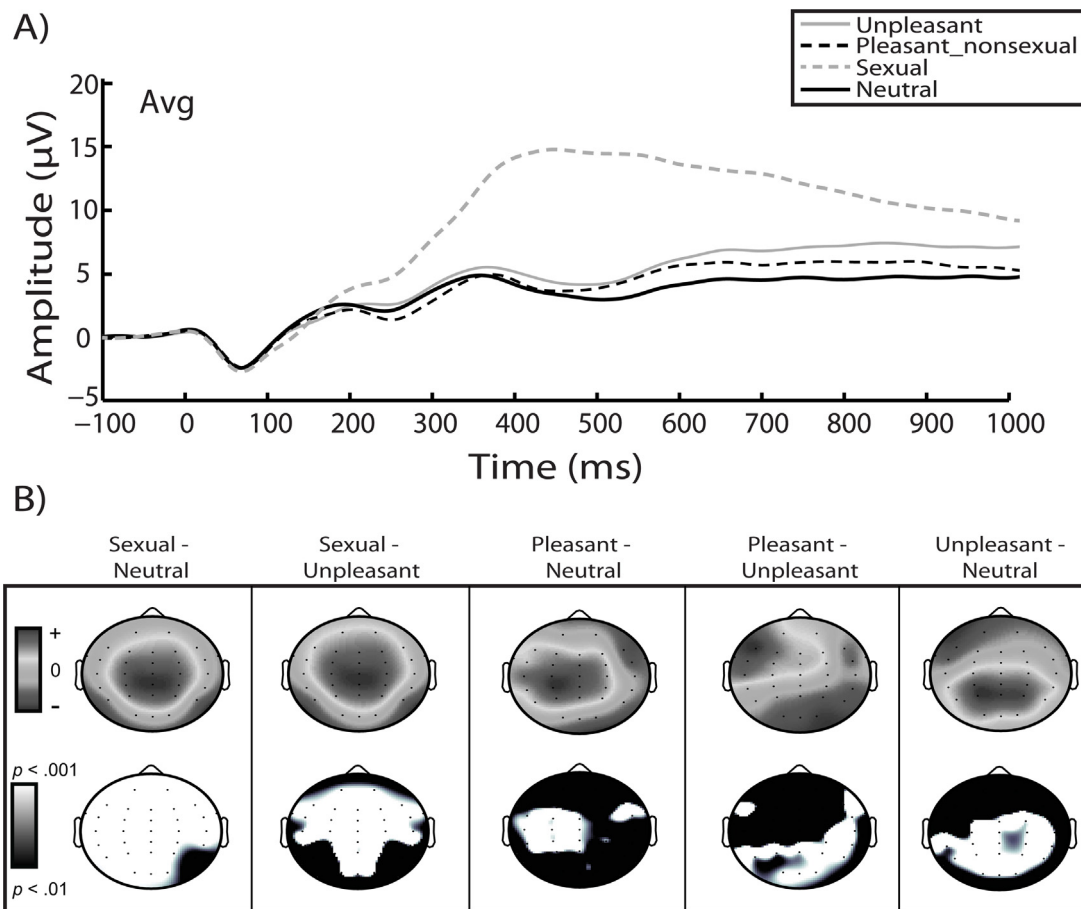 A)
Unpleasant
Pleasant_nonsexual
Sexual
Neutral
Avg
Amplitude (µV)
20
15
10
5
0
−5
−100 0 100 200 300 400 500 600 700 800 900 1000
Time (ms)
B)
Sexual - Neutral
Sexual - Unpleasant
Pleasant - Neutral
Pleasant - Unpleasant
Unpleasant - Neutral
+
0
-
p < .001
p < .01